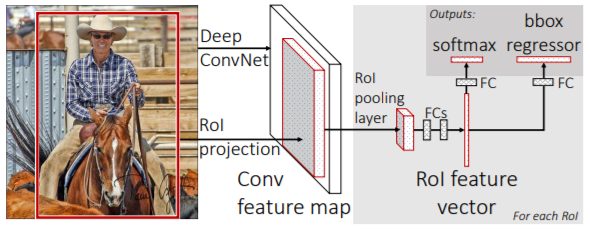 Deep
ConvNet
RoI
projection
Conv
feature map
RoI
pooling
layer
FCs
RoI feature
vector
Outputs:
softmax
bbox
regressor
FC
FC
For each RoI